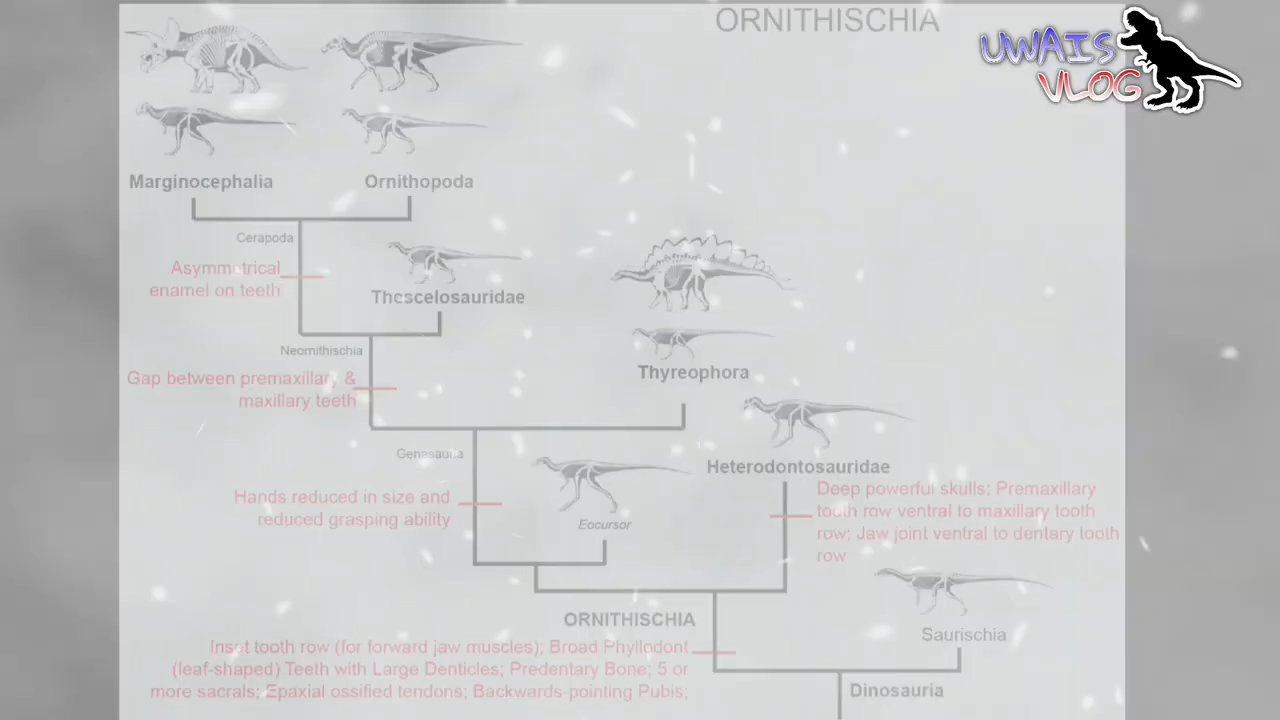 ORNITHISCHIA
UWAIS
VLOG
Marginocephalia
Ornithopoda
Cerapoda
Asymmetrical
enamel on teeth
Thescelosauridae
Neornithischia
Gap between premaxillary &
maxillary teeth
Thyreophora
Genasauria
Heterodontosauridae
Hands reduced in size and
reduced grasping ability
Eocursor
Deep powerful skulls; Premaxillary
tooth row ventral to maxillary tooth
row; Jaw joint ventral to dentary tooth
row
ORNITHISCHIA
Saurischia
Inset tooth row (for forward jaw muscles); Broad Phyllodont
(leaf-shaped) Teeth with Large Denticles; Predentary Bone; 5 or
more sacrals; Epaxial ossified tendons; Backwards-pointing Pubis;
Dinosauria